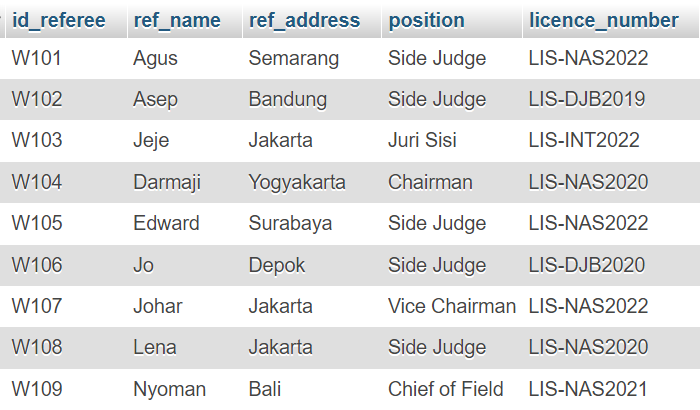 id_referee ref_name ref_address position licence_number
W101 Agus Semarang Side Judge LIS-NAS2022
W102 Asep Bandung Side Judge LIS-DJB2019
W103 Jeje Jakarta Juri Sisi LIS-INT2022
W104 Darmaji Yogyakarta Chairman LIS-NAS2020
W105 Edward Surabaya Side Judge LIS-NAS2022
W106 Jo Depok Side Judge LIS-DJB2020
W107 Johar Jakarta Vice Chairman LIS-NAS2022
W108 Lena Jakarta Side Judge LIS-NAS2020
W109 Nyoman Bali Chief of Field LIS-NAS2021